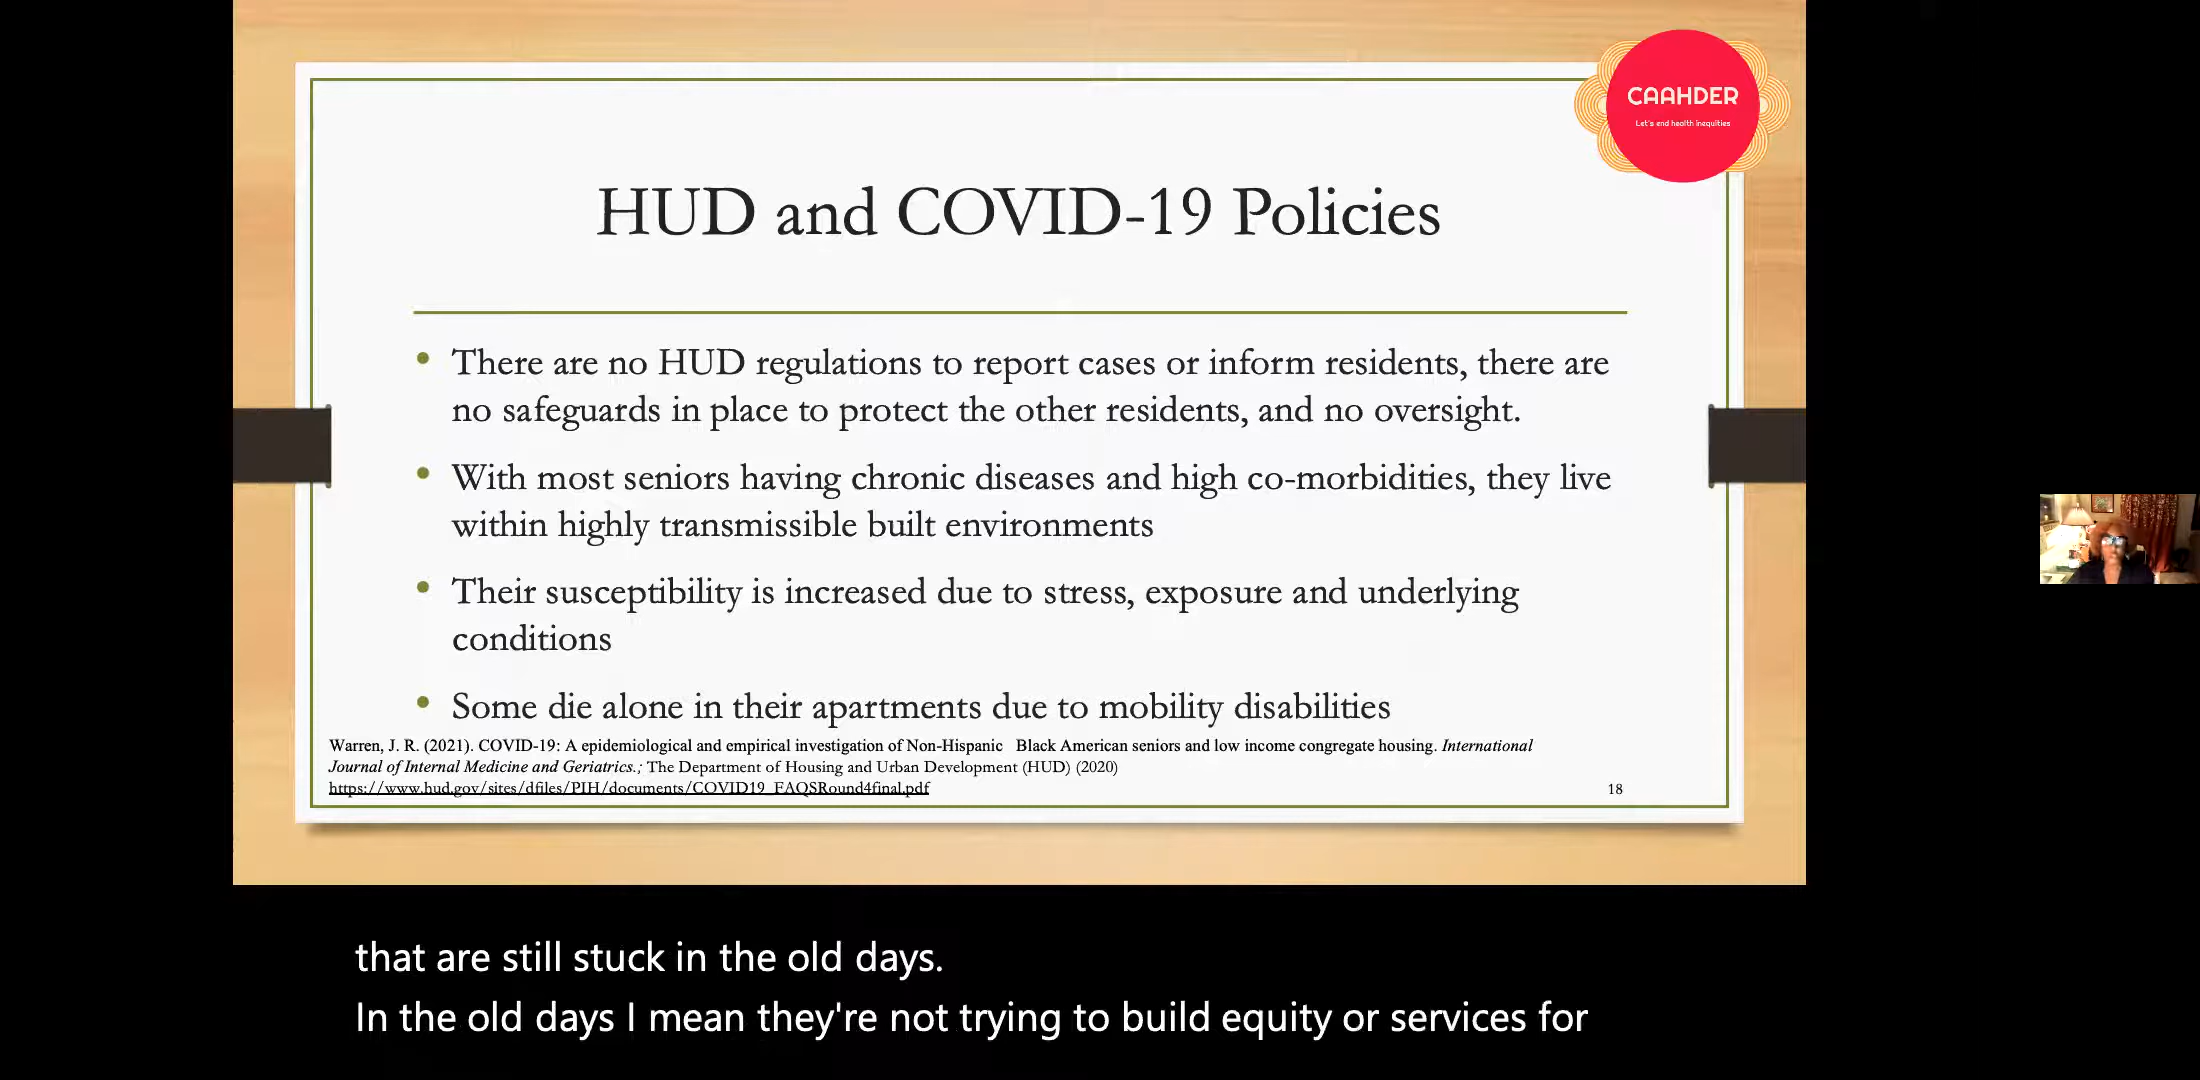 CAAHDER
Let's end health inequities
HUD and COVID-19 Policies
• There are no HUD regulations to report cases or inform residents, there are
no safeguards in place to protect the other residents, and no oversight.
• With most seniors having chronic diseases and high co-morbidities, they live
within highly transmissible built environments
• Their susceptibility is increased due to stress, exposure and underlying
conditions
• Some die alone in their apartments due to mobility disabilities
Warren, J. R. (2021). COVID-19: A epidemiological and empirical investigation of Non-Hispanic Black American seniors and low income congregate housing. International
Journal of Internal Medicine and Geriatrics.; The Department of Housing and Urban Development (HUD) (2020)
https://www.hud.gov/sites/dfiles/PIH/documents/COVID19_FAQSRound4final.pdf
18
that are still stuck in the old days.
In the old days I mean they're not trying to build equity or services for